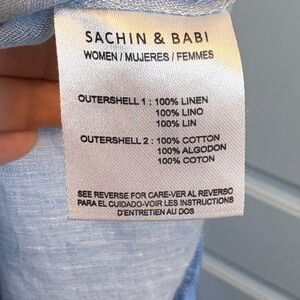 SACHIN & BABI
WOMEN / MUJERES / FEMMES
OUTERSHELL 1 : 100% LINEN
100% LINO
100% LIN
OUTERSHELL 2 : 100% COTTON
100% ALGODON
100% COTON
SEE REVERSE FOR CARE-VER AL REVERSO
PARA EL CUIDADO-VOIR LES INSTRUCTIONS
D'ENTRETIEN AU DOS